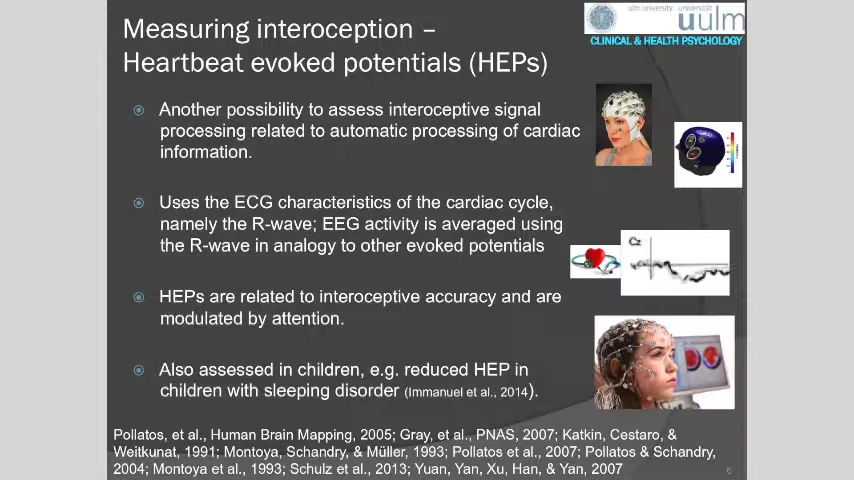 Measuring interoception –
Heartbeat evoked potentials (HEPs)
ulm university universität
uulm
CLINICAL & HEALTH PSYCHOLOGY
Another possibility to assess interoceptive signal
processing related to automatic processing of cardiac
information.
Uses the ECG characteristics of the cardiac cycle,
namely the R-wave; EEG activity is averaged using
the R-wave in analogy to other evoked potentials
Cz
HEPs are related to interoceptive accuracy and are
modulated by attention.
Also assessed in children, e.g. reduced HEP in
children with sleeping disorder (Immanuel et al., 2014).
Pollatos, et al., Human Brain Mapping, 2005; Gray, et al., PNAS, 2007; Katkin, Cestaro, &
Weitkunat, 1991; Montoya, Schandry, & Müller, 1993; Pollatos et al., 2007; Pollatos & Schandry,
2004; Montoya et al., 1993; Schulz et al., 2013; Yuan, Yan, Xu, Han, & Yan, 2007